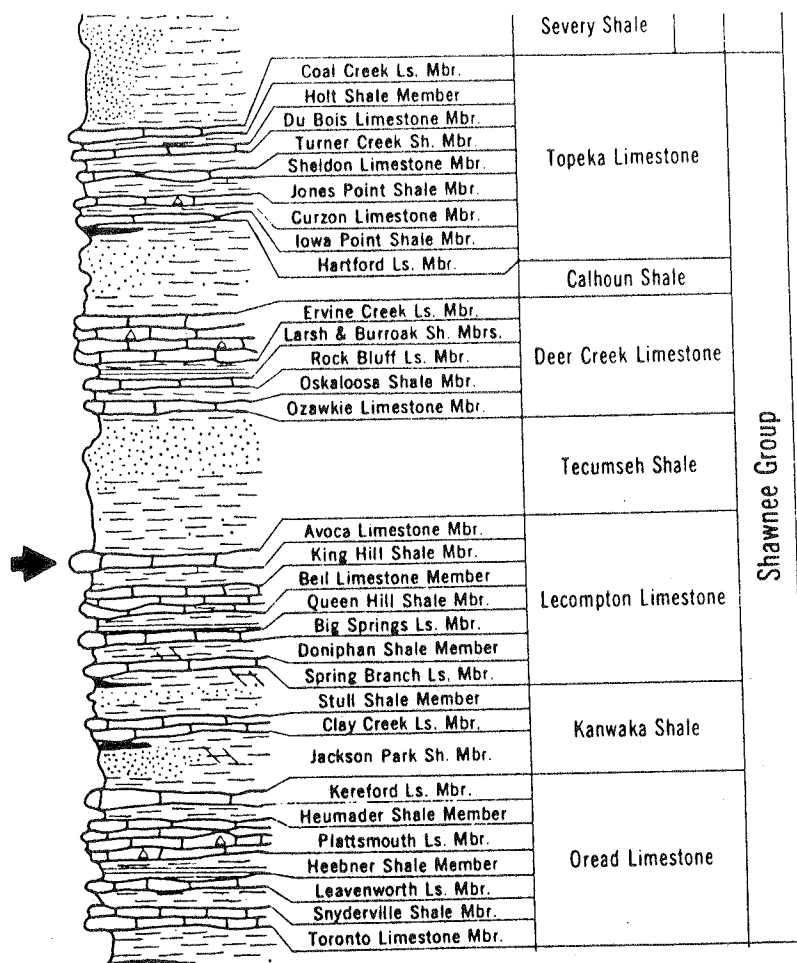 Severy Shale
Coal Creek Ls. Mbr.
Holt Shale Member
Du Bois Limestone Mbr.
Turner Creek Sh. Mbr.
Sheldon Limestone Mbr.
Jones Point Shale Mbr.
Curzon Limestone Mbr.
Iowa Point Shale Mbr.
Hartford Ls. Mbr.
Topeka Limestone
Calhoun Shale
Ervine Creek Ls. Mbr.
Larsh & Burroak Sh. Mbrs.
Rock Bluff Ls. Mbr.
Oskaloosa Shale Mbr.
Ozawkie Limestone Mbr.
Deer Creek Limestone
Tecumseh Shale
Avoca Limestone Mbr.
King Hill Shale Mbr.
Beil Limestone Member
Queen Hill Shale Mbr.
Big Springs Ls. Mbr.
Doniphan Shale Member
Spring Branch Ls. Mbr.
Lecompton Limestone
Stull Shale Member
Clay Creek Ls. Mbr.
Jackson Park Sh. Mbr.
Kanwaka Shale
Kereford Ls. Mbr.
Heumader Shale Member
Plattsmouth Ls. Mbr.
Heebner Shale Member
Leavenworth Ls. Mbr.
Snyderville Shale Mbr.
Toronto Limestone Mbr.
Oread Limestone
Shawnee Group